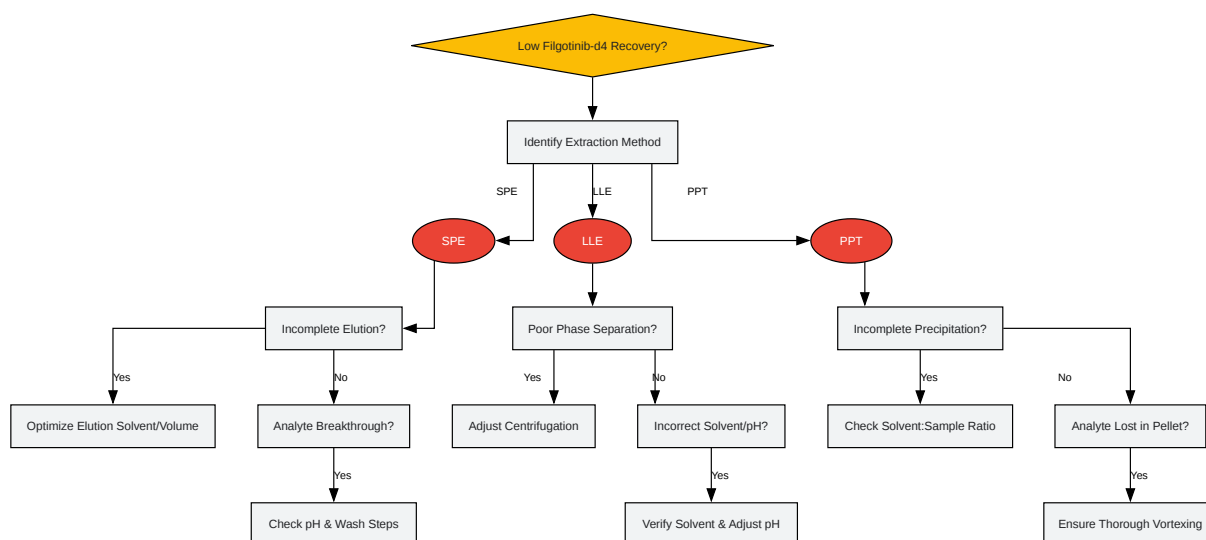 Low Filgotinib-d4 Recovery?
Identify Extraction Method
SPE
LLE
PPT
SPE
LLE
PPT
Incomplete Elution?
Poor Phase Separation?
Incomplete Precipitation?
Yes
No
Yes
No
Yes
No
Optimize Elution Solvent/Volume
Analyte Breakthrough?
Adjust Centrifugation
Incorrect Solvent/pH?
Check Solvent:Sample Ratio
Analyte Lost in Pellet?
Yes
Yes
Yes
Check pH & Wash Steps
Verify Solvent & Adjust pH
Ensure Thorough Vortexing